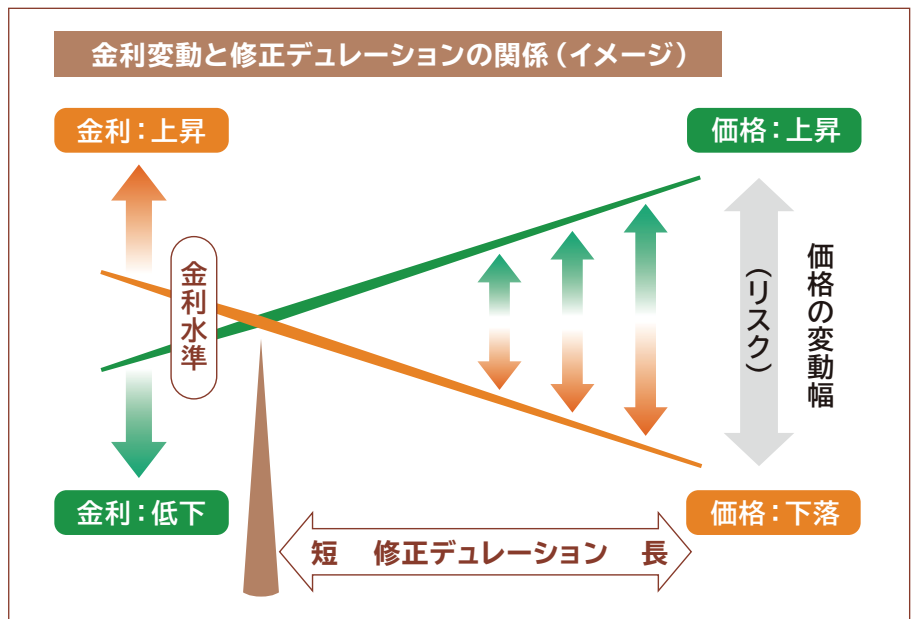 金利変動と修正デュレーションの関係（イメージ）
金利：上昇
価格：上昇
金利水準
（リスク）
価格の変動幅
金利：低下
価格：下落
短 修正デュレーション 長